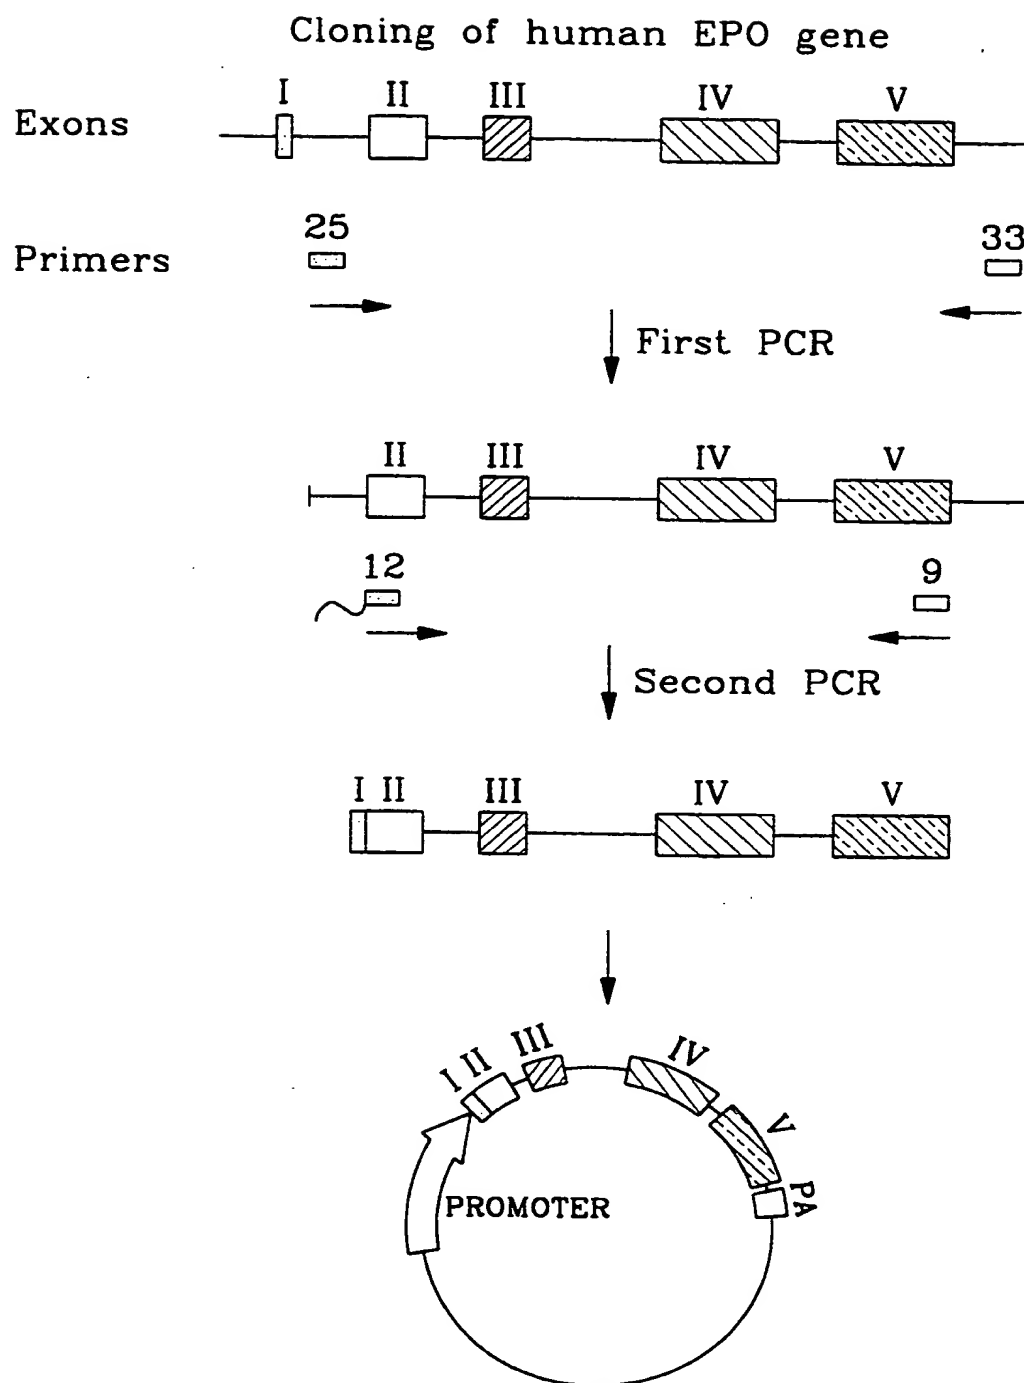 Cloning of human EPO gene
I II III IV V
Exons
25 33
Primers
First PCR
II III IV V
12 9
Second PCR
I II III IV V
I II III IV V
PA
PROMOTER